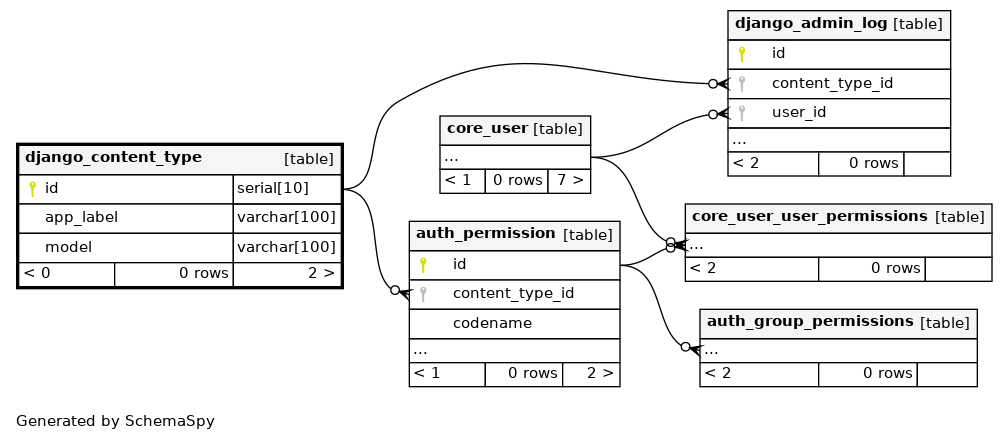 django_admin_log [table]
id
content_type_id
user_id
...
< 2 0 rows
core_user [table]
...
< 1 0 rows 7 >
django_content_type [table]
id serial[10]
app_label varchar[100]
model varchar[100]
< 0 0 rows 2 >
core_user_user_permissions [table]
...
< 2 0 rows
auth_permission [table]
id
content_type_id
codename
...
< 1 0 rows 2 >
auth_group_permissions [table]
...
< 2 0 rows
Generated by SchemaSpy